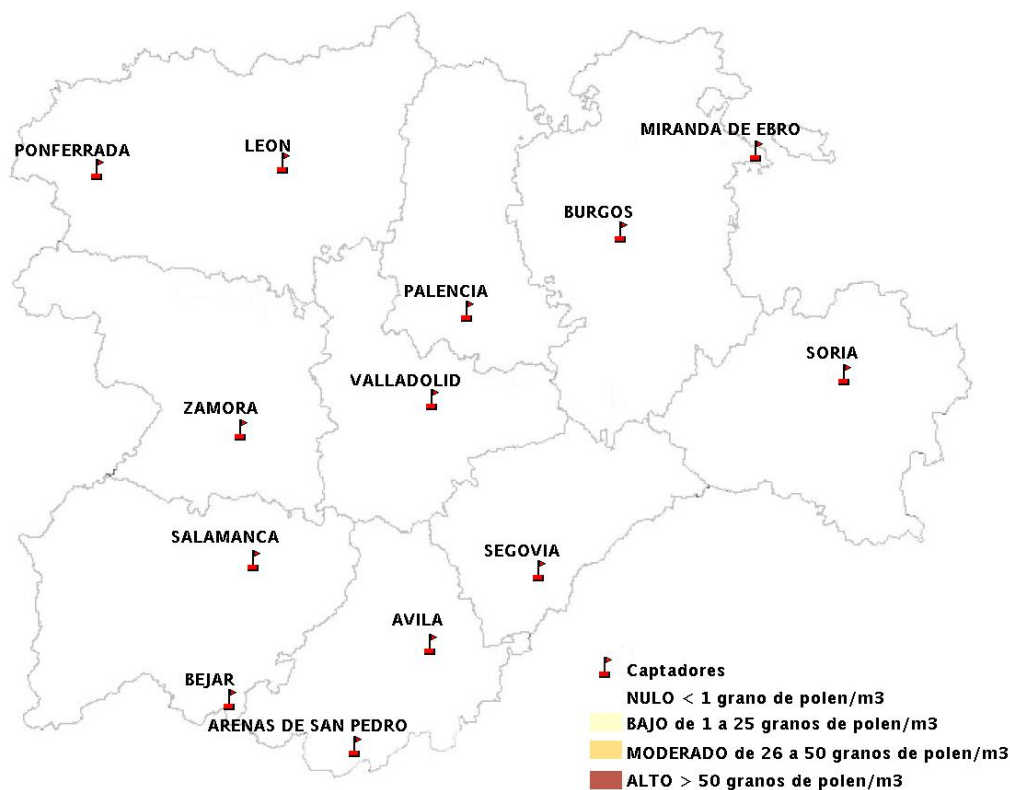 MIRANDA DE EBRO
PONFERRADA
LEON
BURGOS
PALENCIA
SORIA
VALLADOLID
ZAMORA
SALAMANCA
SEGOVIA
AVILA
BEJAR
ARENAS DE SAN PEDRO
Captadores
NULO < 1 grano de polen/m3
BAJO de 1 a 25 granos de polen/m3
MODERADO de 26 a 50 granos de polen/m3
ALTO > 50 granos de polen/m3